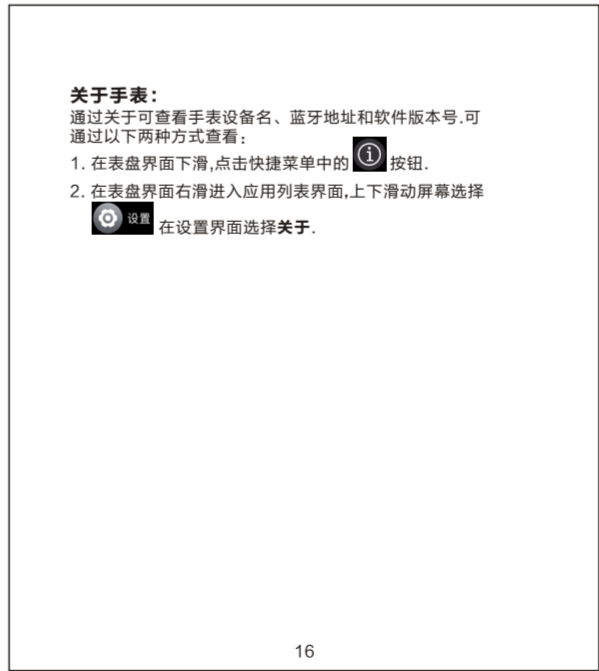 关于手表：
通过关于可查看手表设备名、蓝牙地址和软件版本号.可
通过以下两种方式查看：
1. 在表盘界面下滑,点击快捷菜单中的 按钮.
2. 在表盘界面右滑进入应用列表界面,上下滑动屏幕选择
设置 在设置界面选择关于.
16